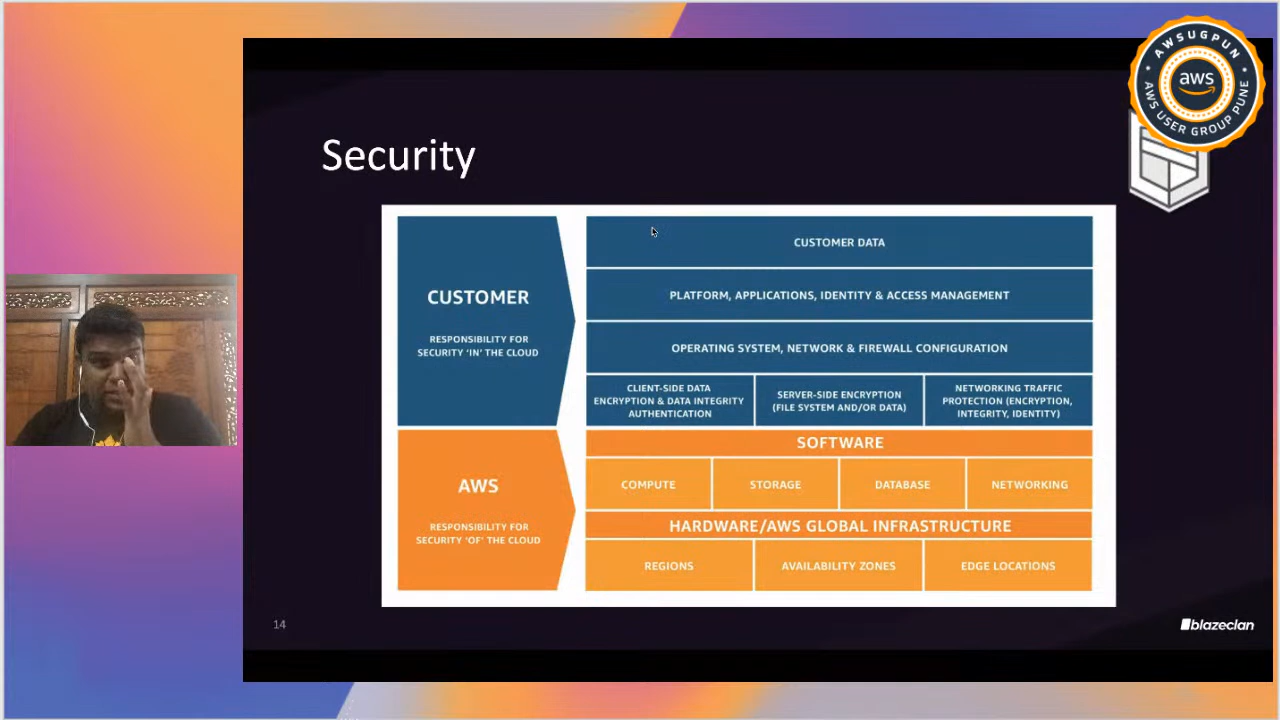 AWSUGPUN
aws
AWS USER GROUP PUNE
Security
CUSTOMER
RESPONSIBILITY FOR
SECURITY ‘IN’ THE CLOUD
CUSTOMER DATA
PLATFORM, APPLICATIONS, IDENTITY & ACCESS MANAGEMENT
OPERATING SYSTEM, NETWORK & FIREWALL CONFIGURATION
CLIENT-SIDE DATA
ENCRYPTION & DATA INTEGRITY
AUTHENTICATION
SERVER-SIDE ENCRYPTION
(FILE SYSTEM AND/OR DATA)
NETWORKING TRAFFIC
PROTECTION (ENCRYPTION,
INTEGRITY, IDENTITY)
AWS
RESPONSIBILITY FOR
SECURITY ‘OF’ THE CLOUD
SOFTWARE
COMPUTE
STORAGE
DATABASE
NETWORKING
HARDWARE/AWS GLOBAL INFRASTRUCTURE
REGIONS
AVAILABILITY ZONES
EDGE LOCATIONS
14
blazeclan